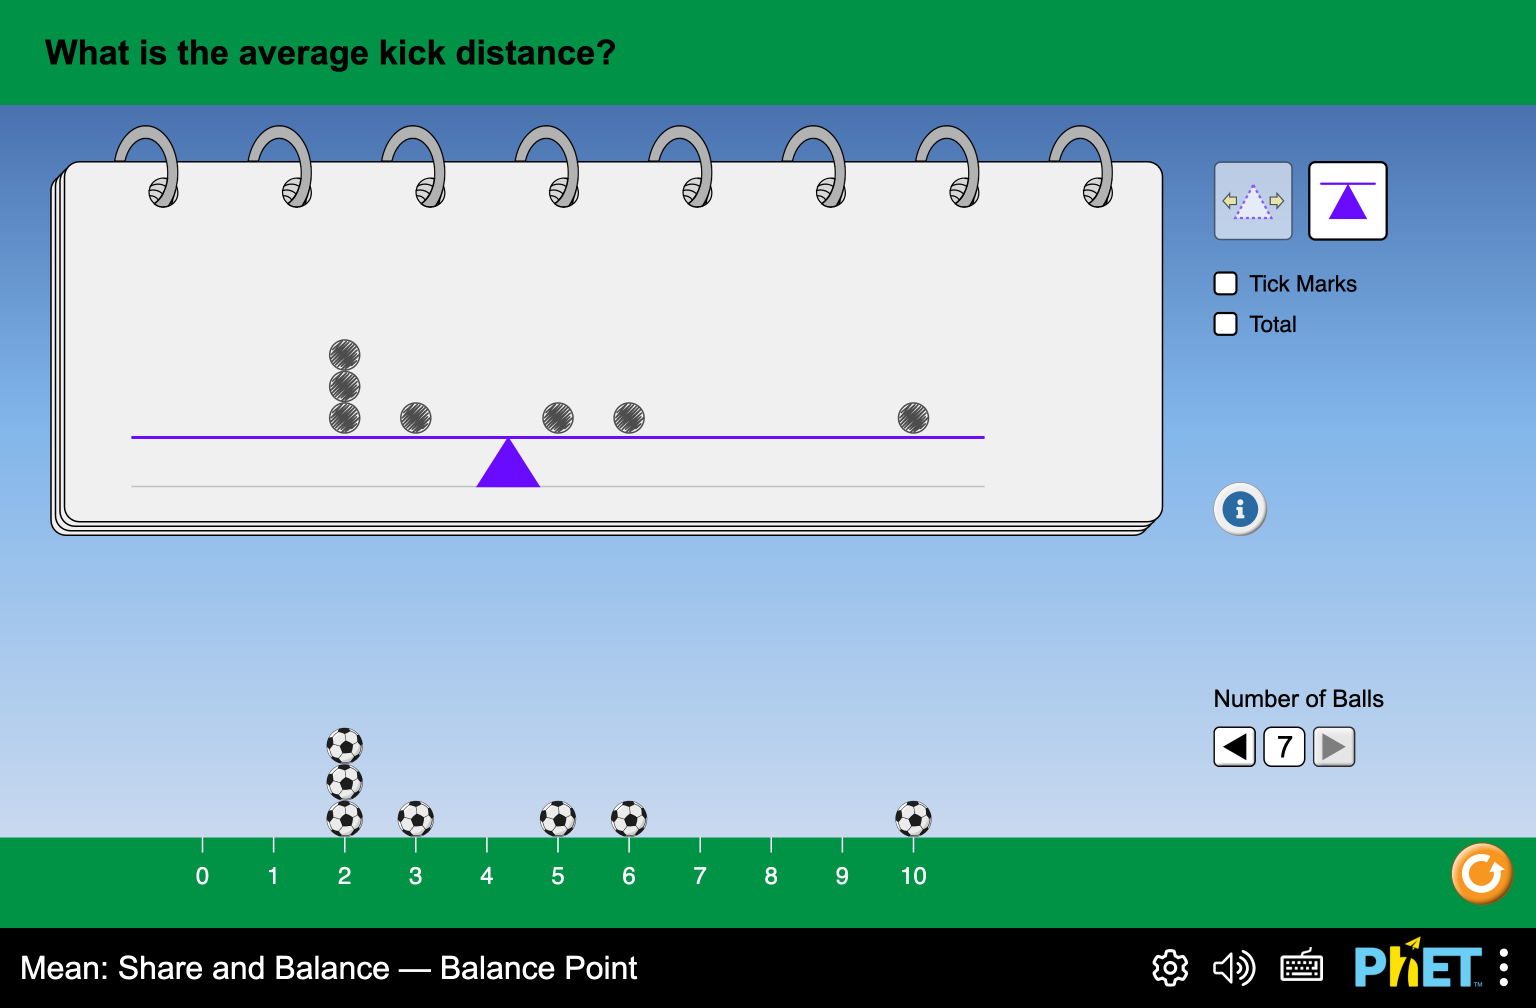 What is the average kick distance?
Tick Marks
Total
Number of Balls
7
0 1 2 3 4 5 6 7 8 9 10
Mean: Share and Balance — Balance Point
PhET™